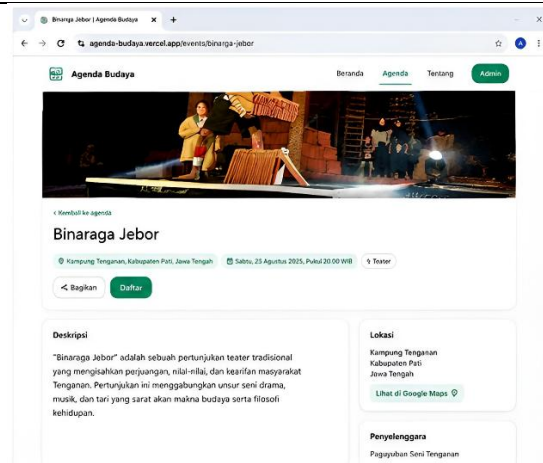 Binarga Jebor | Agenda Budaya
agenda-budaya.vercel.app/events/binarga-jebor
A
Agenda Budaya
Beranda Agenda Tentang Admin
< Kembali ke agenda
Binaraga Jebor
Kampung Tenganan, Kabupaten Pati, Jawa Tengah Sabtu, 23 Agustus 2025, Pukul 20.00 WIB Teater
Bagikan Daftar
Deskripsi
"Binaraga Jebor" adalah sebuah pertunjukan teater tradisional
yang mengisahkan perjuangan, nilai-nilai, dan kearifan masyarakat
Tenganan. Pertunjukan ini menggabungkan unsur seni drama,
musik, dan tari yang sarat akan makna budaya serta filosofi
kehidupan.
Lokasi
Kampung Tenganan
Kabupaten Pati
Jawa Tengah
Lihat di Google Maps
Penyelenggara
Paguyuban Seni Tenganan